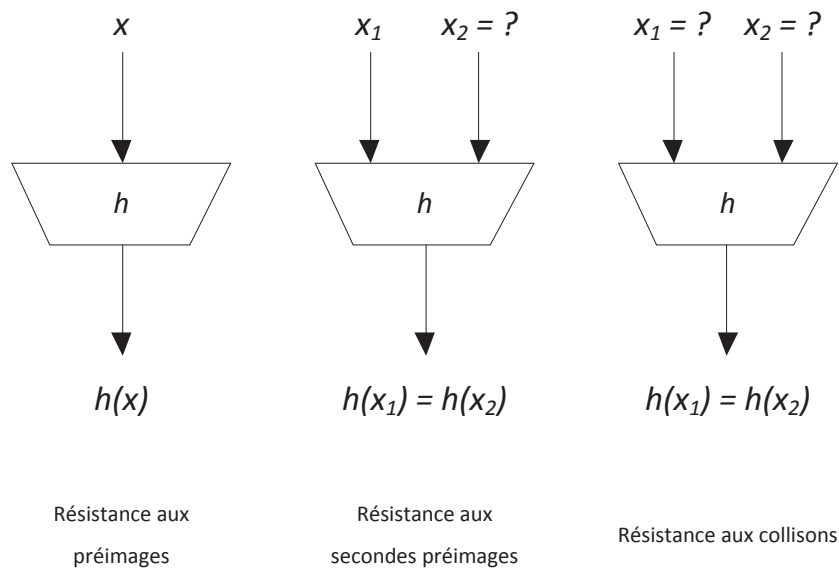 x
x₁ x₂ = ?
x₁ = ? x₂ = ?
h
h
h
h(x)
h(x₁) = h(x₂)
h(x₁) = h(x₂)
Résistance aux
préimages
Résistance aux
secondes préimages
Résistance aux collisons